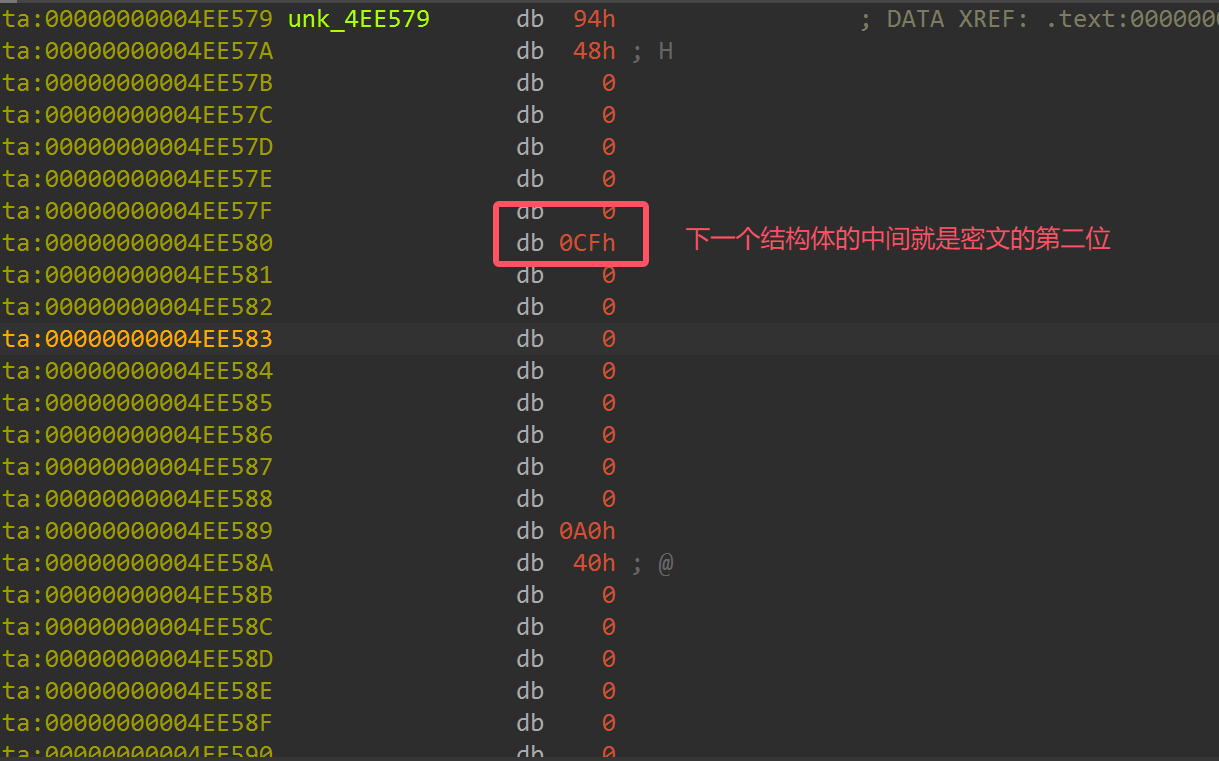 ta:00000000004EE579 unk_4EE579 db 94h ; DATA XREF: .text:0000000
ta:00000000004EE57A db 48h ; H
ta:00000000004EE57B db 0
ta:00000000004EE57C db 0
ta:00000000004EE57D db 0
ta:00000000004EE57E db 0
ta:00000000004EE57F db 0
ta:00000000004EE580 db 0CFh 下一个结构体的中间就是密文的第二位
ta:00000000004EE581 db 0
ta:00000000004EE582 db 0
ta:00000000004EE583 db 0
ta:00000000004EE584 db 0
ta:00000000004EE585 db 0
ta:00000000004EE586 db 0
ta:00000000004EE587 db 0
ta:00000000004EE588 db 0
ta:00000000004EE589 db 0A0h
ta:00000000004EE58A db 40h ; @
ta:00000000004EE58B db 0
ta:00000000004EE58C db 0
ta:00000000004EE58D db 0
ta:00000000004EE58E db 0
ta:00000000004EE58F db 0
ta:00000000004EE590 db 0